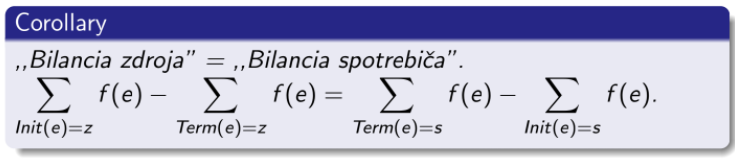 Corollary
,,Bilancia zdroja" = ,,Bilancia spotrebiča".
∑ f(e) − ∑ f(e) = ∑ f(e) − ∑ f(e).
Init(e)=z Term(e)=z Term(e)=s Init(e)=s